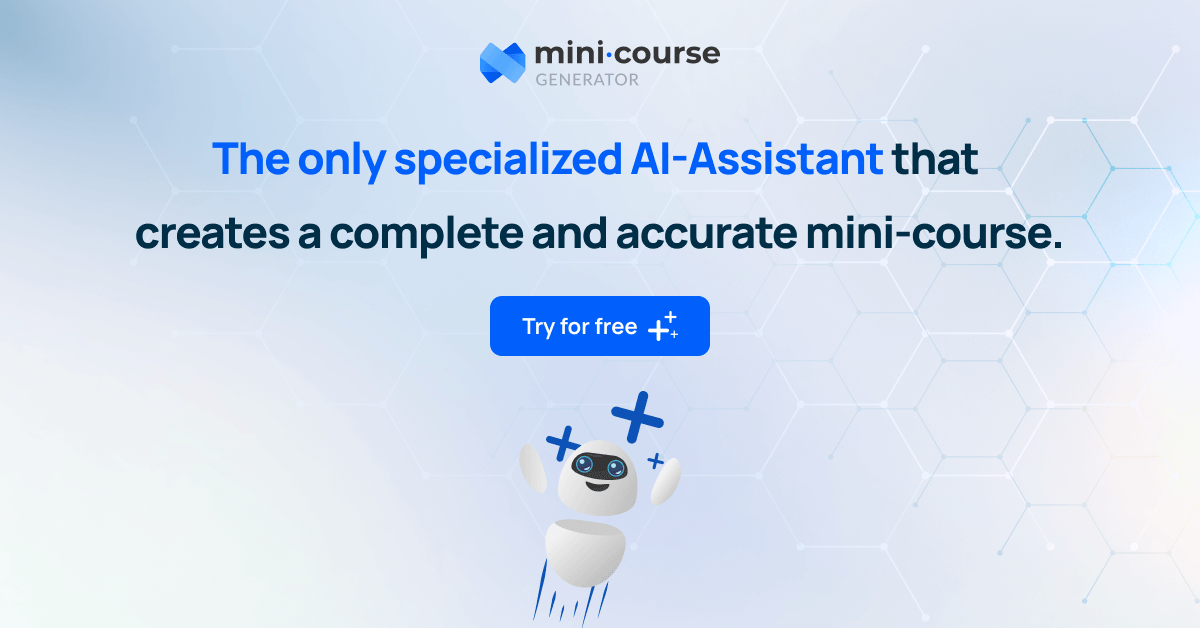 mini·course
GENERATOR
The only specialized AI-Assistant that
creates a complete and accurate mini-course.
Try for free